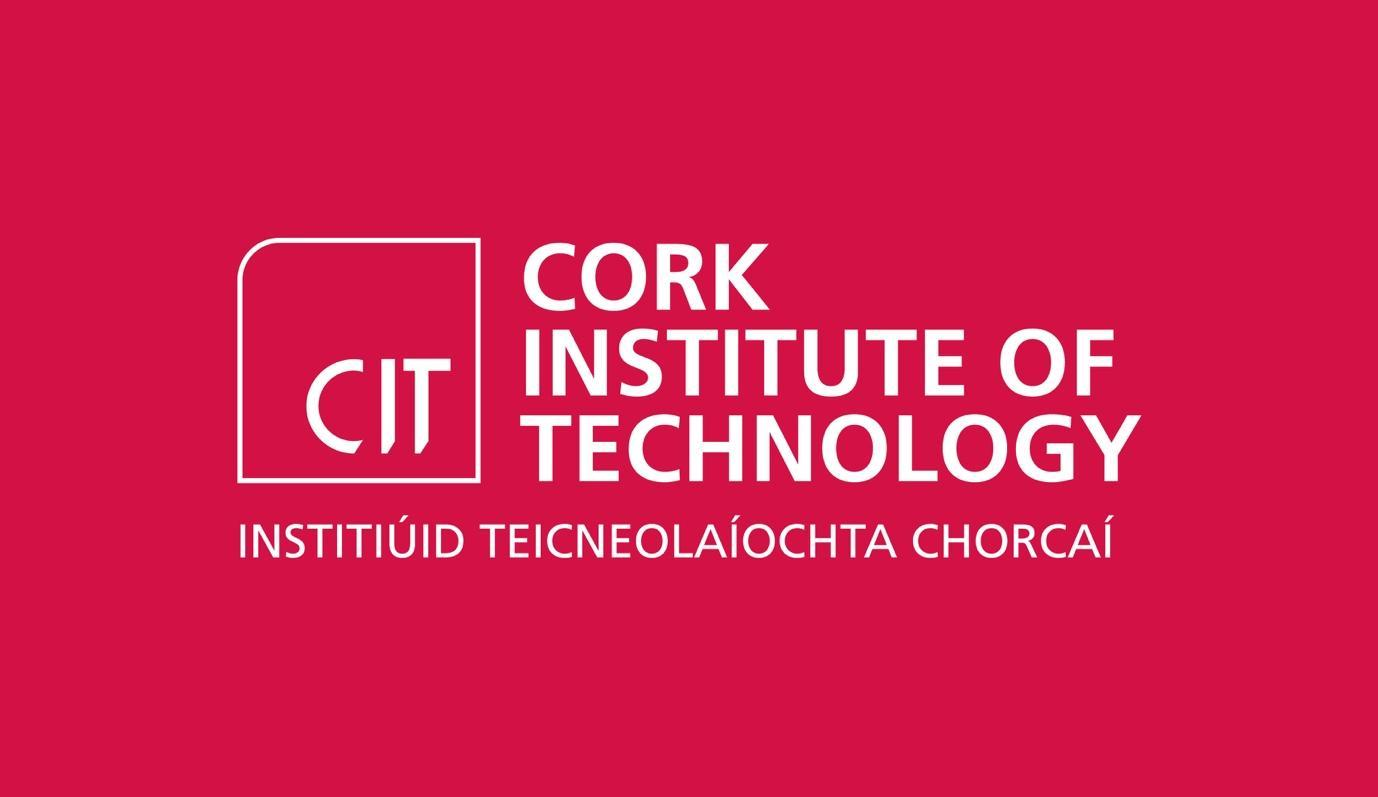 CIT
CORK
INSTITUTE OF
TECHNOLOGY
INSTITIÚID TEICNEOLAÍOCHTA CHORCAÍ